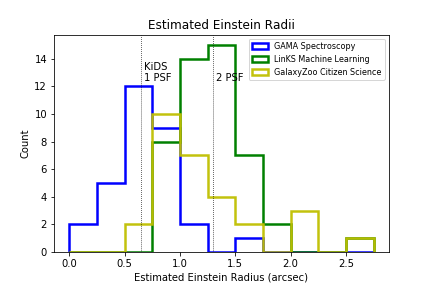 Estimated Einstein Radii
GAMA Spectroscopy
LinKS Machine Learning
GalaxyZoo Citizen Science
KiDS
1 PSF
2 PSF
14
12
10
8
6
4
2
0
Count
0.0 0.5 1.0 1.5 2.0 2.5
Estimated Einstein Radius (arcsec)